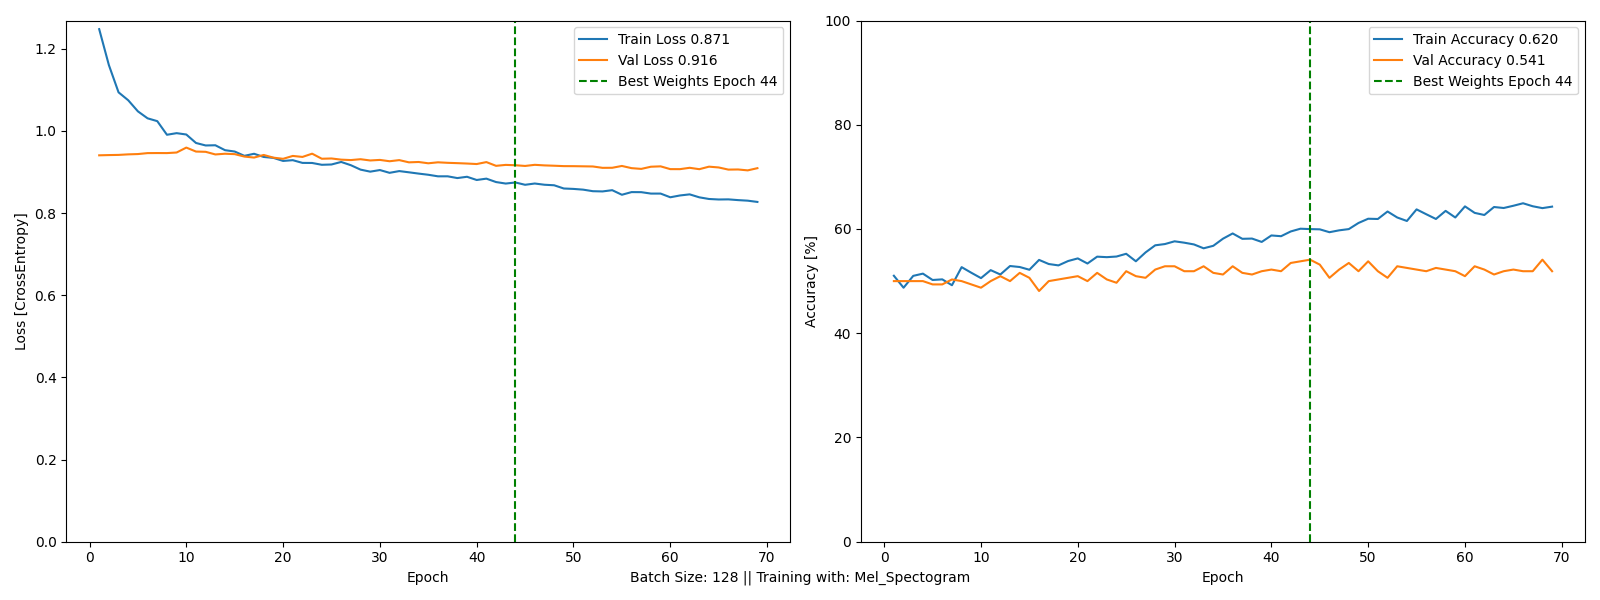 Loss [CrossEntropy]
1.2
1.0
0.8
0.6
0.4
0.2
0.0
0 10 20 30 40 50 60 70
Epoch
Train Loss 0.871
Val Loss 0.916
Best Weights Epoch 44
Accuracy [%]
100
80
60
40
20
0
0 10 20 30 40 50 60 70
Epoch
Train Accuracy 0.620
Val Accuracy 0.541
Best Weights Epoch 44
Batch Size: 128 || Training with: Mel_Spectogram